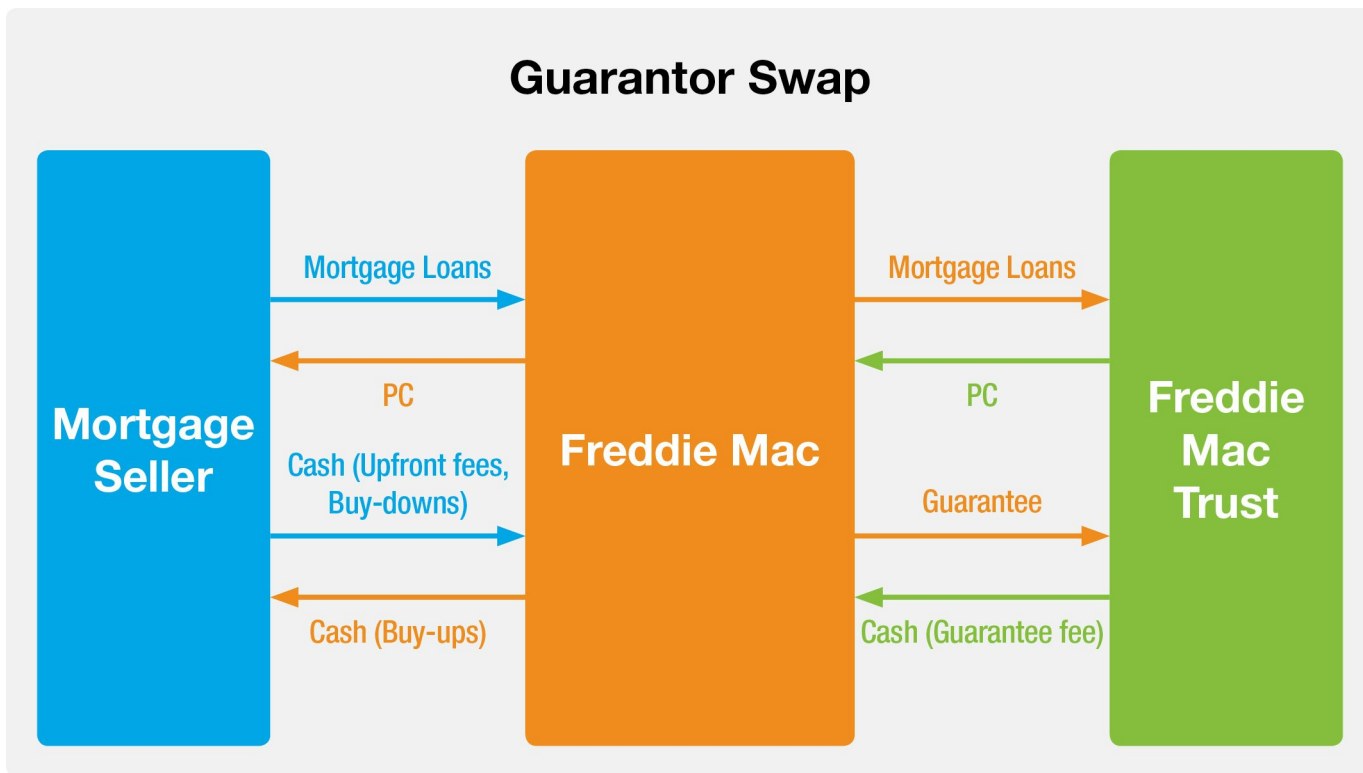 Guarantor Swap
Mortgage
Seller
Mortgage Loans
PC
Cash (Upfront fees,
Buy-downs)
Cash (Buy-ups)
Freddie Mac
Mortgage Loans
PC
Guarantee
Cash (Guarantee fee)
Freddie
Mac
Trust